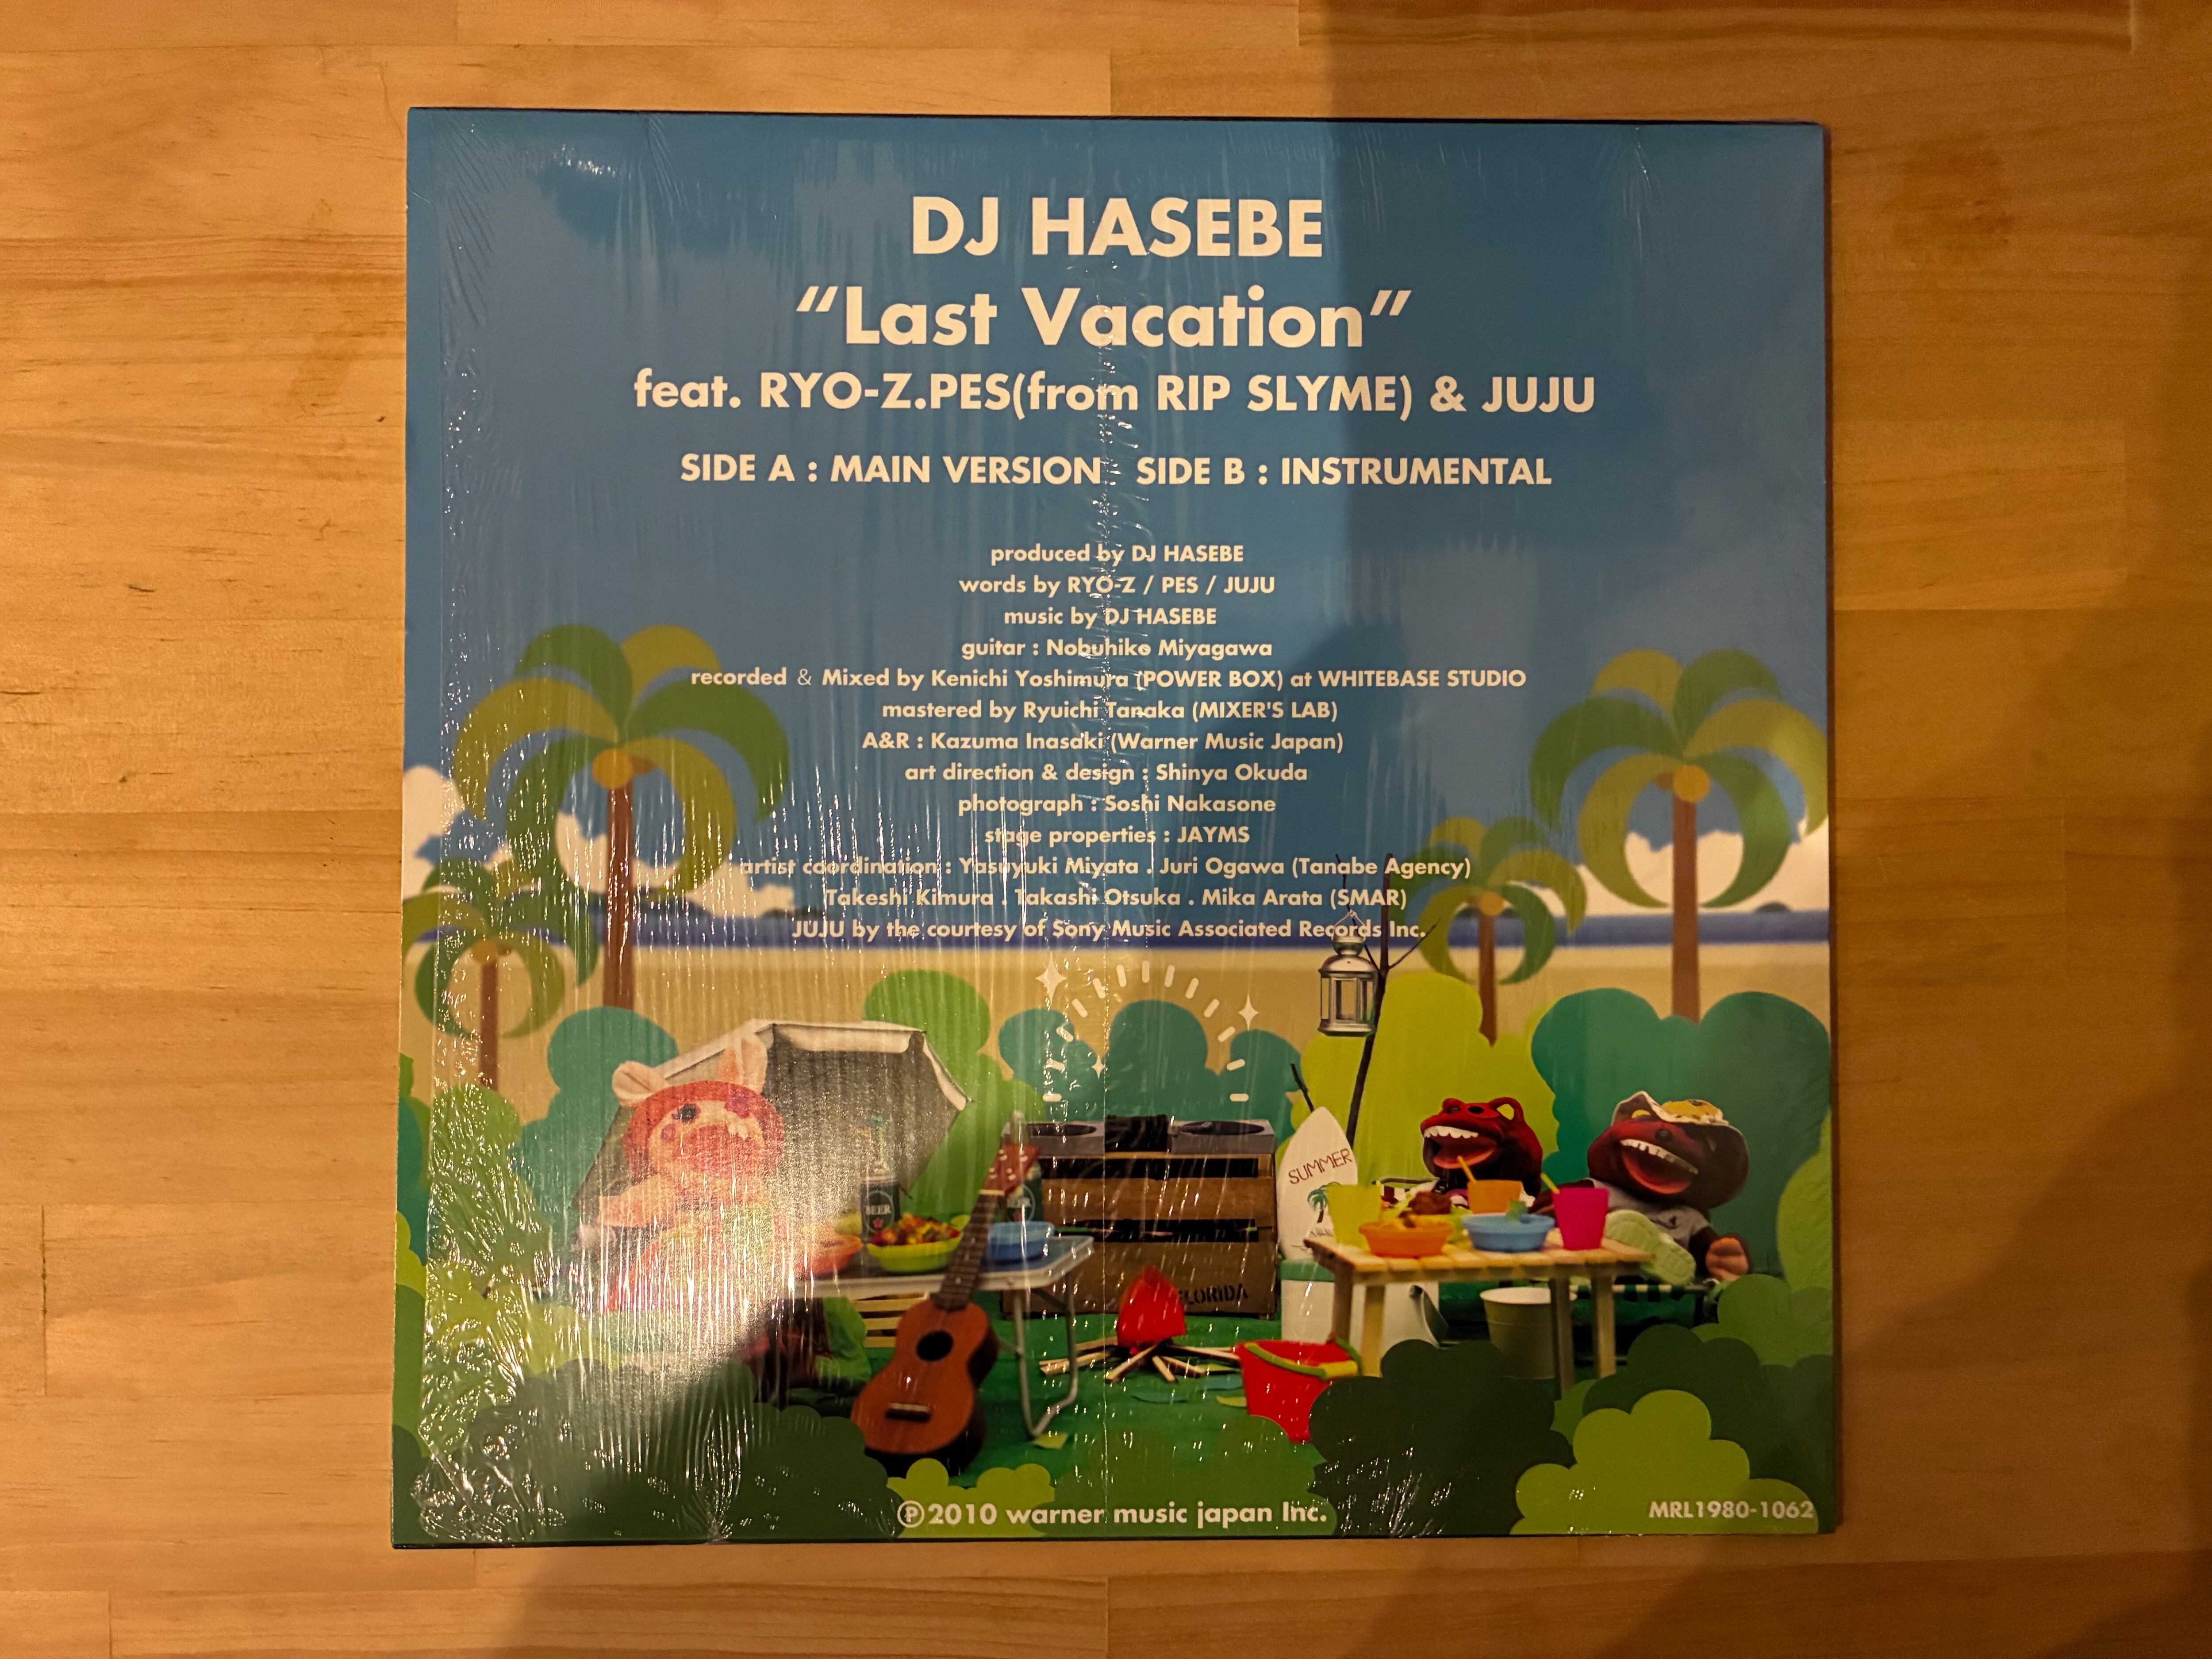 DJ HASEBE
“Last Vacation”
feat. RYO-Z.PES(from RIP SLYME) & JUJU
SIDE A : MAIN VERSION SIDE B : INSTRUMENTAL
produced by DJ HASEBE
words by RYO-Z / PES / JUJU
music by DJ HASEBE
guitar : Nobuhiko Miyagawa
recorded & Mixed by Kenichi Yoshimura (POWER BOX) at WHITEBASE STUDIO
mastered by Ryuichi Tanaka (MIXER'S LAB)
A&R : Kazuma Inasaki (Warner Music Japan)
art direction & design : Shinya Okuda
photograph : Soshi Nakasone
stage properties : JAYMS
artist coordination : Yasuyuki Miyata . Juri Ogawa (Tanabe Agency)
Takeshi Kimura . Takashi Otsuka . Mika Arata (SMAR)
JUJU by the courtesy of Sony Music Associated Records Inc.
SUMMER
BEER
FLORIDA
Ⓟ2010 warner music japan Inc.
MRL1980-1062